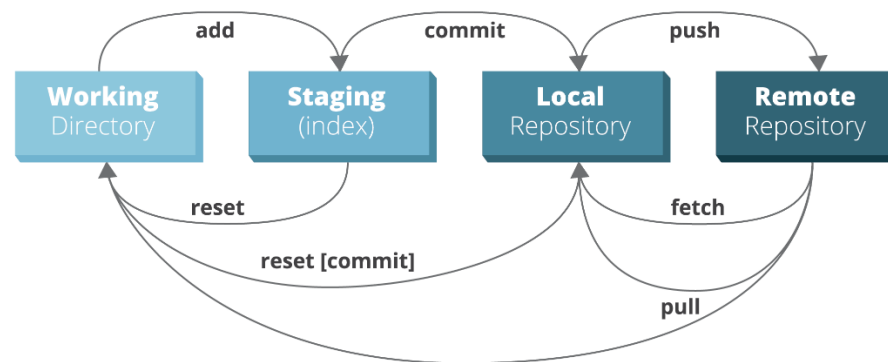 add
commit
push
Working
Directory
Staging
(index)
Local
Repository
Remote
Repository
reset
fetch
reset [commit]
pull